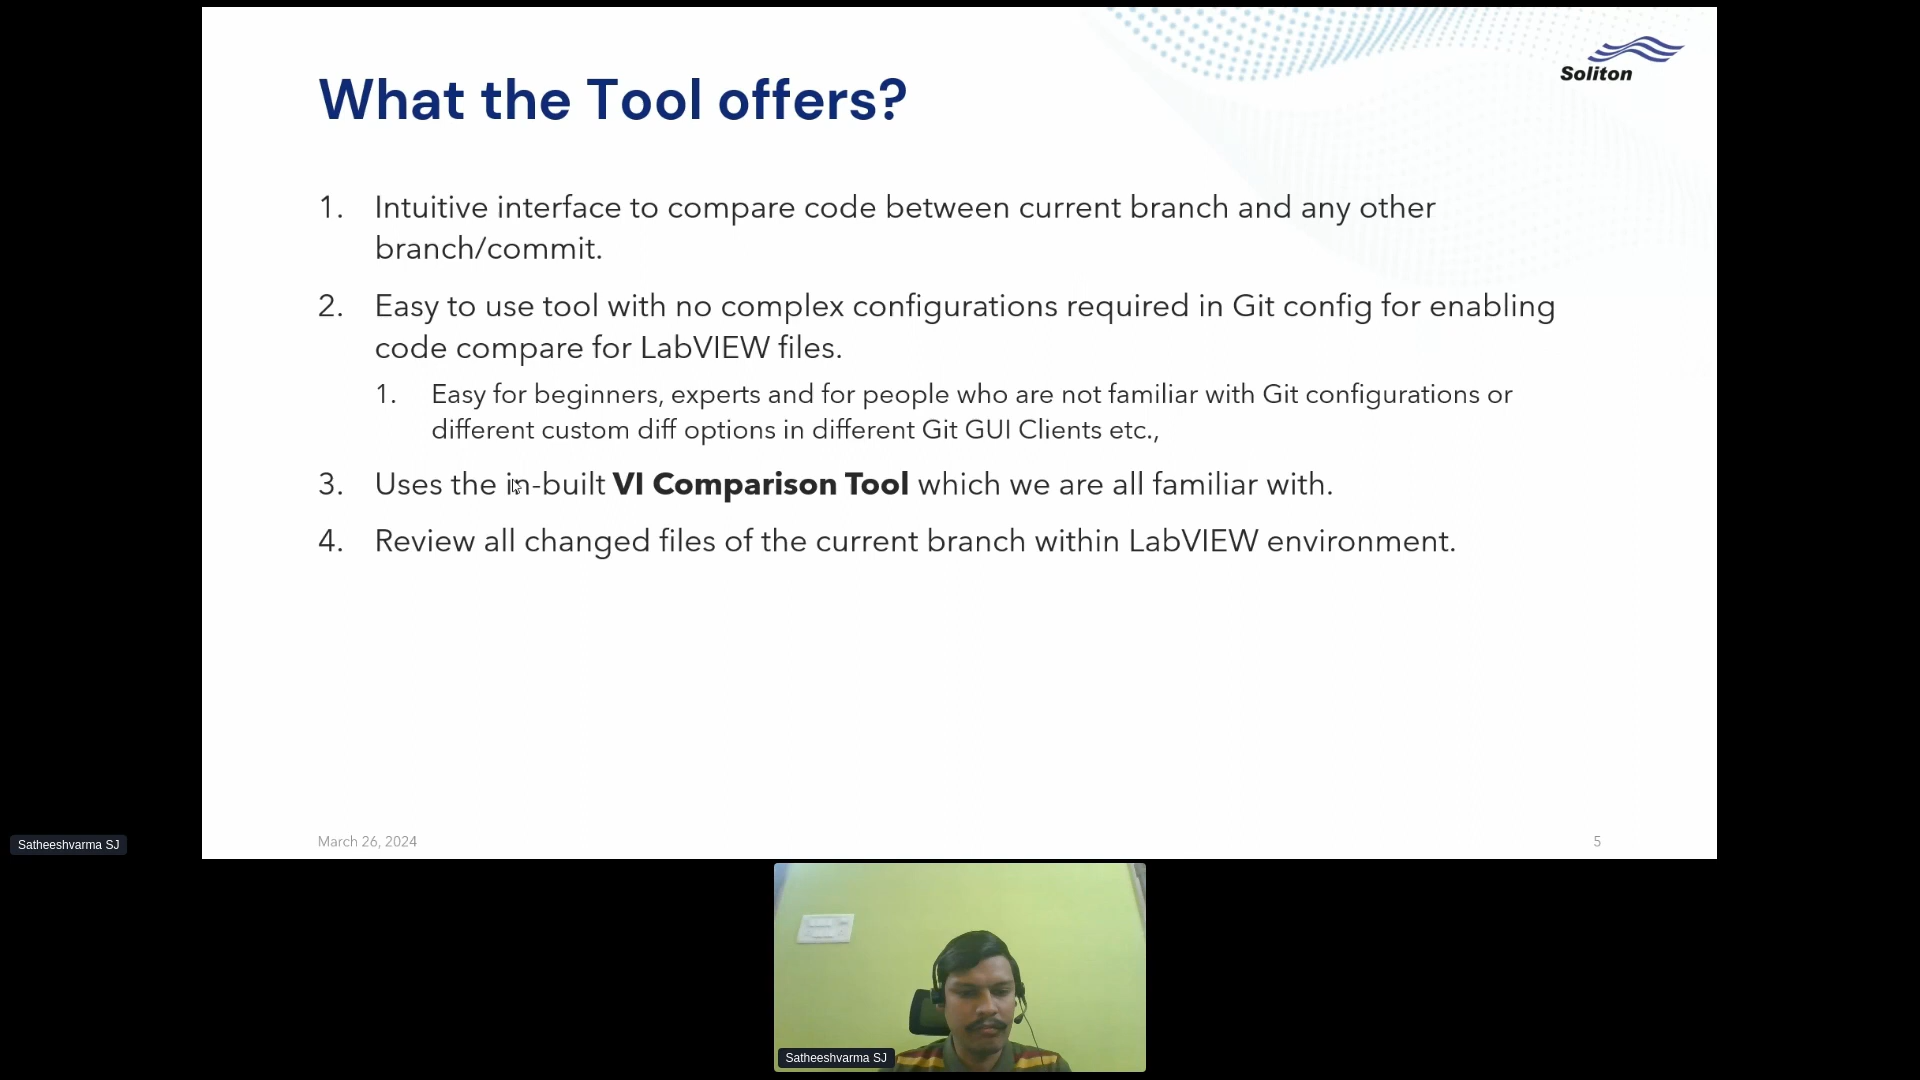 Soliton
What the Tool offers?
1. Intuitive interface to compare code between current branch and any other
branch/commit.
2. Easy to use tool with no complex configurations required in Git config for enabling
code compare for LabVIEW files.
1. Easy for beginners, experts and for people who are not familiar with Git configurations or
different custom diff options in different Git GUI Clients etc.,
3. Uses the in-built VI Comparison Tool which we are all familiar with.
4. Review all changed files of the current branch within LabVIEW environment.
March 26, 2024
5
Satheeshvarma SJ
Satheeshvarma SJ